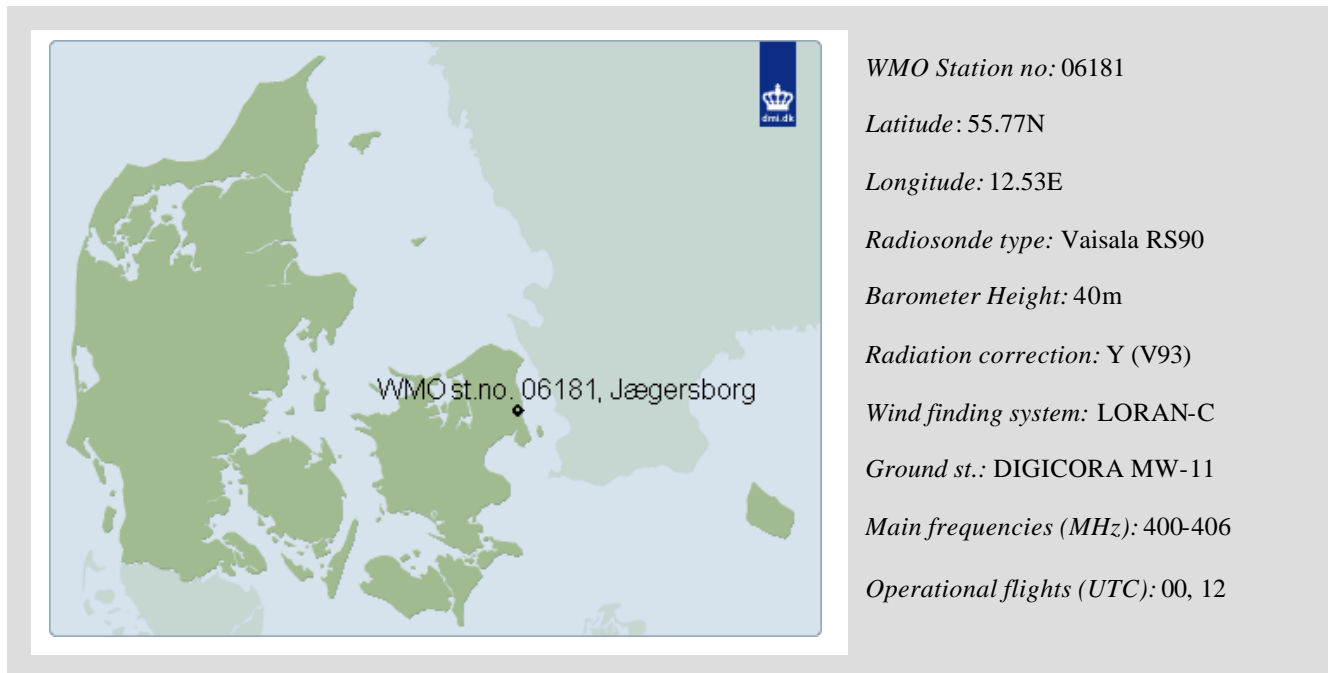 dmi.dk
WMO st.no. 06181, Jægersborg
WMO Station no: 06181
Latitude: 55.77N
Longitude: 12.53E
Radiosonde type: Vaisala RS90
Barometer Height: 40m
Radiation correction: Y (V93)
Wind finding system: LORAN-C
Ground st.: DIGICORA MW-11
Main frequencies (MHz): 400-406
Operational flights (UTC): 00, 12